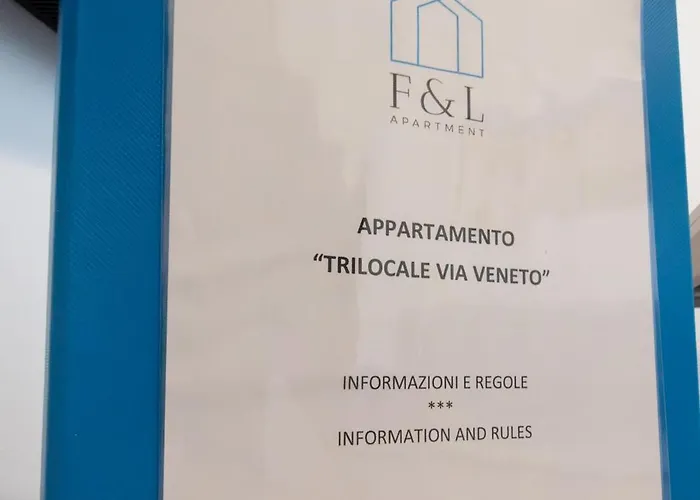 F & L
APARTMENT
APPARTAMENTO
“TRILOCALE VIA VENETO”
INFORMAZIONI E REGOLE
***
INFORMATION AND RULES